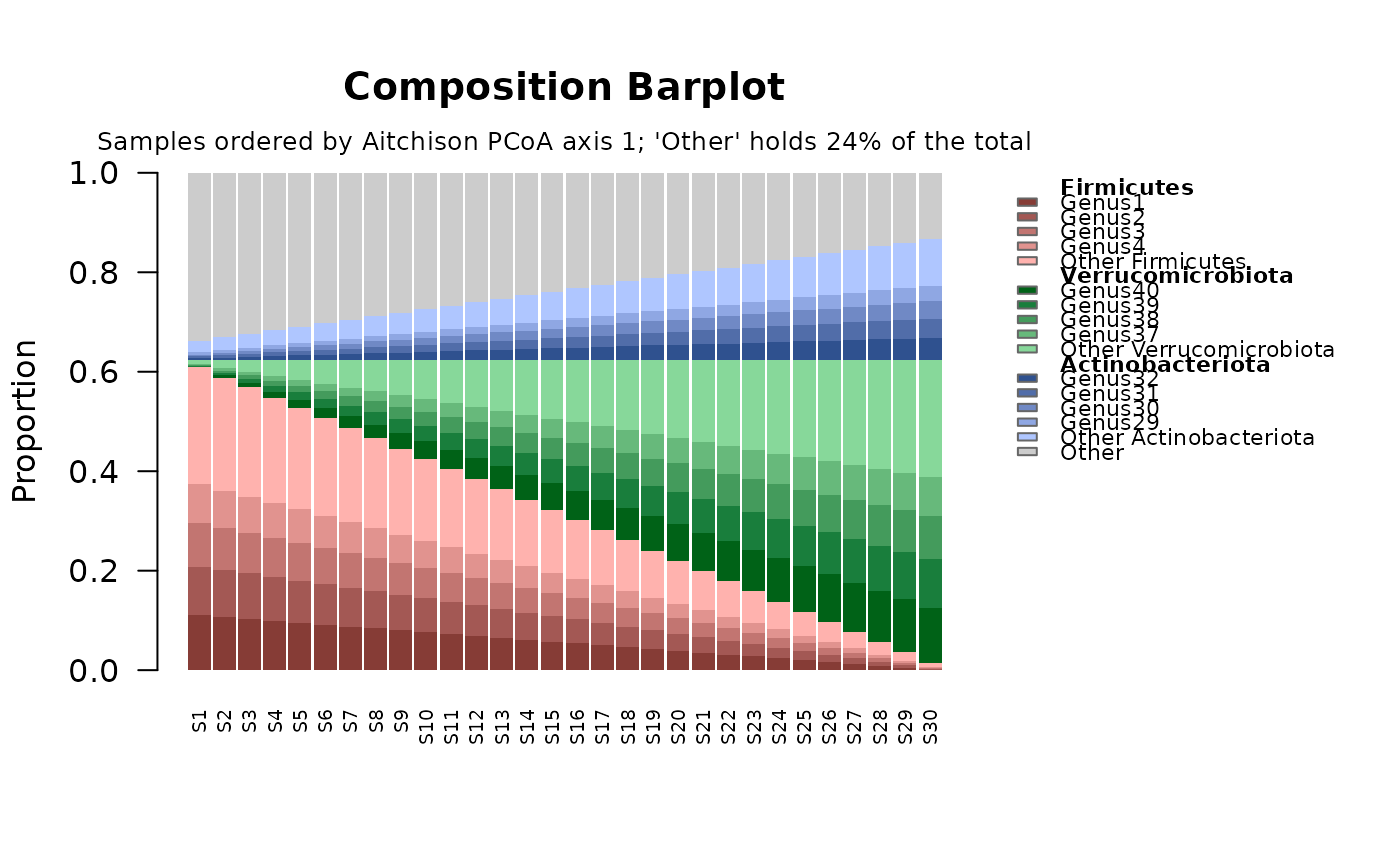 Composition Barplot
Samples ordered by Aitchison PCoA axis 1; 'Other' holds 24% of the total
Proportion
1.0
0.8
0.6
0.4
0.2
0.0
S1 S2 S3 S4 S5 S6 S7 S8 S9 S10 S11 S12 S13 S14 S15 S16 S17 S18 S19 S20 S21 S22 S23 S24 S25 S26 S27 S28 S29 S30
Firmicutes
Genus1
Genus2
Genus3
Genus4
Other Firmicutes
Verrucomicrobiota
Genus40
Genus39
Genus38
Genus37
Other Verrucomicrobiota
Actinobacteriota
Genus32
Genus31
Genus30
Genus29
Other Actinobacteriota
Other